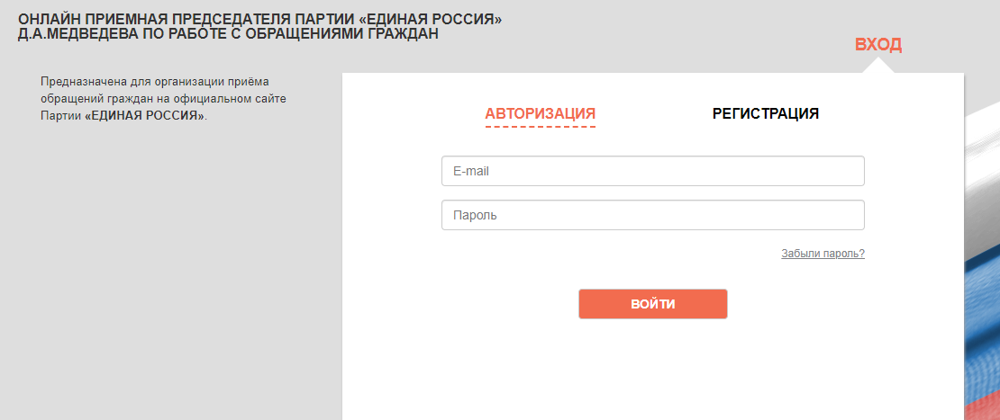 ОНЛАЙН ПРИЕМНАЯ ПРЕДСЕДАТЕЛЯ ПАРТИИ «ЕДИНАЯ РОССИЯ»
Д.А.МЕДВЕДЕВА ПО РАБОТЕ С ОБРАЩЕНИЯМИ ГРАЖДАН
ВХОД
Предназначена для организации приёма
обращений граждан на официальном сайте
Партии «ЕДИНАЯ РОССИЯ».
АВТОРИЗАЦИЯ
РЕГИСТРАЦИЯ
E-mail
Пароль
Забыли пароль?
ВОЙТИ